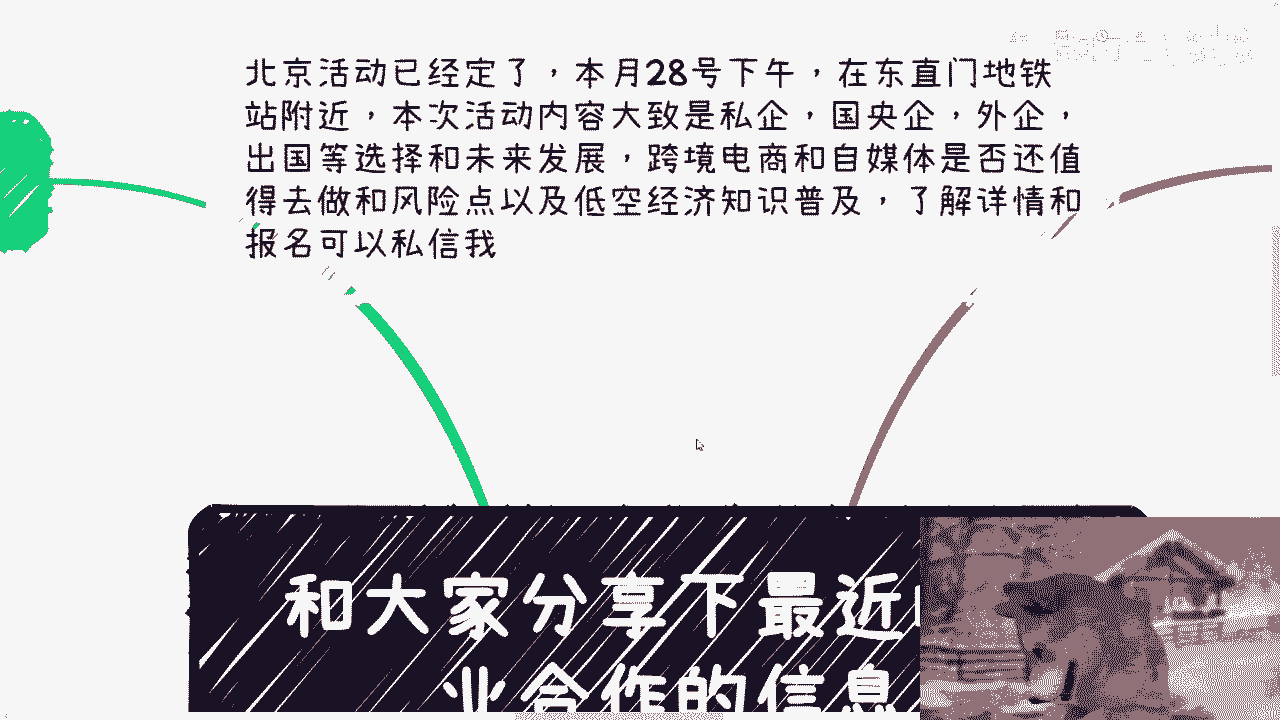 北京活动已经定了，本月28号下午，在东直门地铁
站附近，本次活动内容大致是私企，国央企，外企，
出国等选择和未来发展，跨境电商和自媒体是否还值
得去做和风险点以及低空经济知识普及，了解详情和
报名可以私信我
和大家分享下最近
业合作的信息